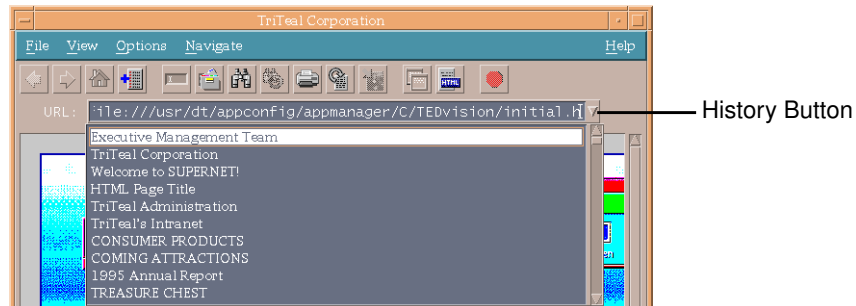 TriTeal Corporation
File View Options Navigate Help
HTML
URL: file:///usr/dt/appconfig/appmanager/C/TEDvision/initial.h
History Button
Executive Management Team
TriTeal Corporation
Welcome to SUPERNET!
HTML Page Title
TriTeal Administration
TriTeal's Intranet
CONSUMER PRODUCTS
COMING ATTRACTIONS
1995 Annual Report
TREASURE CHEST